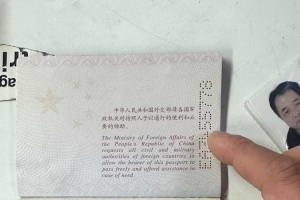 中华人民共和国外交部请各国军
政机关对持照人予以通行的便利和必
要的协助。
The Ministry of Foreign Affairs of
the People's Republic of China
requests all civil and military
authorities of foreign countries to
allow the bearer of this passport to
pass freely and afford assistance in
case of need.